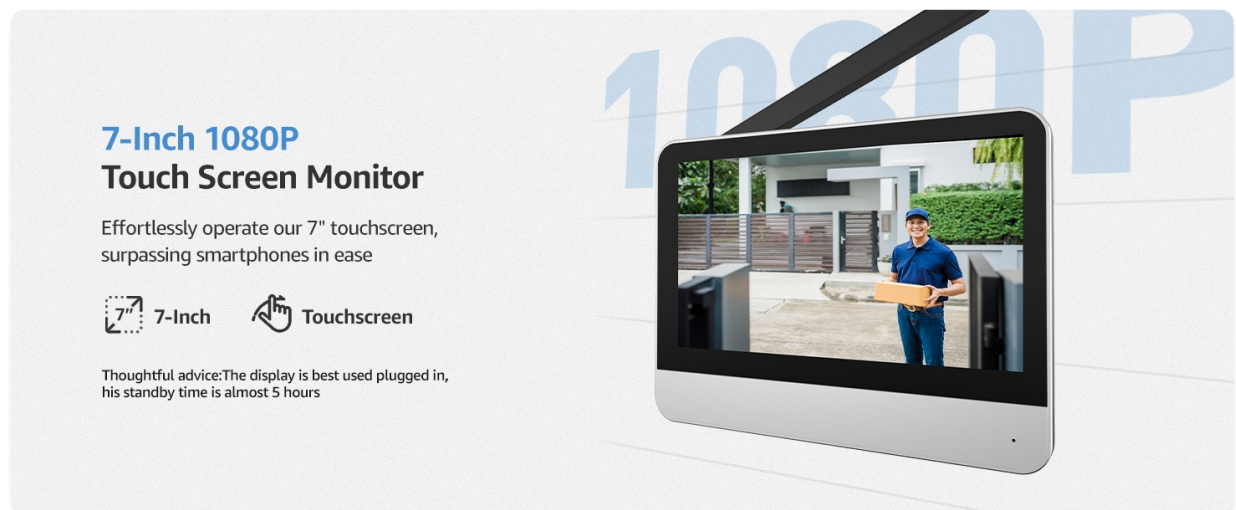 1080P
7-Inch 1080P
Touch Screen Monitor
Effortlessly operate our 7" touchscreen,
surpassing smartphones in ease
7" 7-Inch
Touchscreen
Thoughtful advice:The display is best used plugged in,
his standby time is almost 5 hours